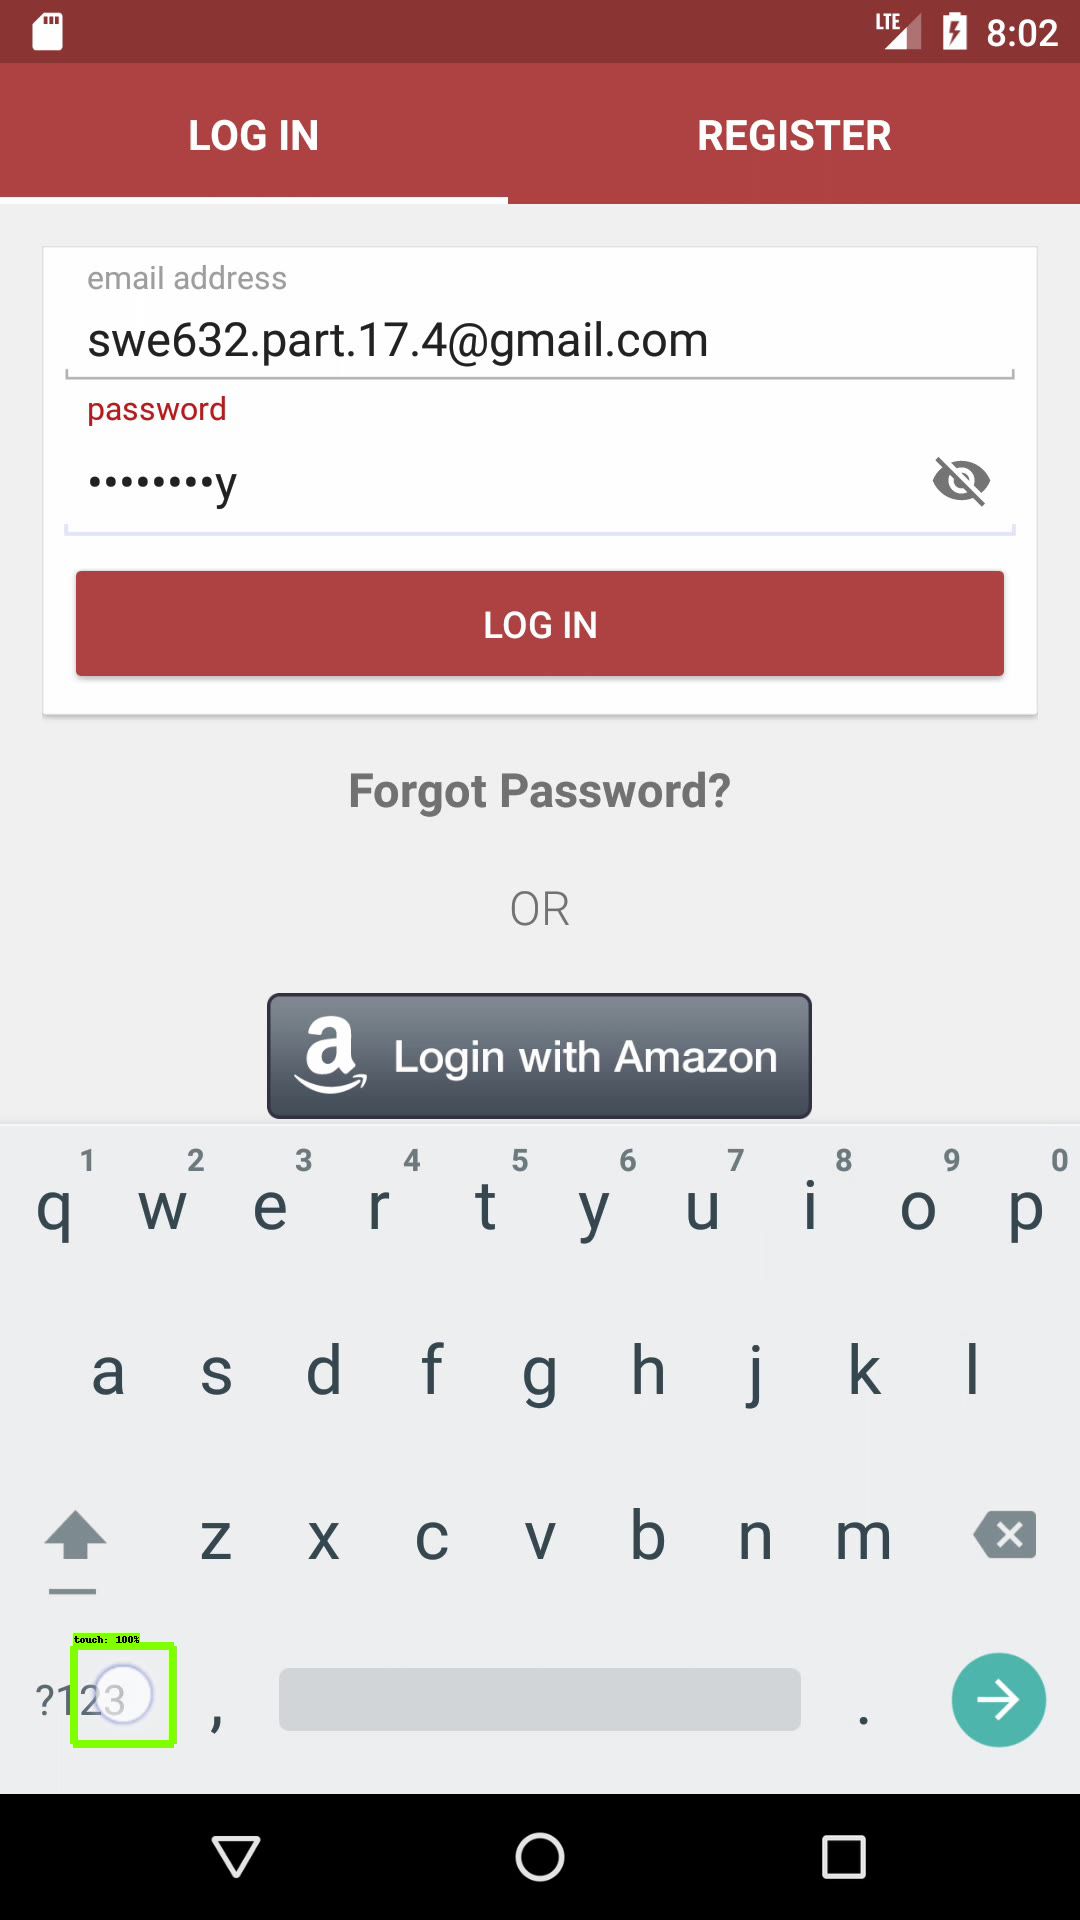 LTE 8:02
LOG IN REGISTER
email address
swe632.part.17.4@gmail.com
password
••••••••y
LOG IN
Forgot Password?
OR
a Login with Amazon
1 2 3 4 5 6 7 8 9 0
q w e r t y u i o p
a s d f g h j k l
z x c v b n m
touch: 100%
?123 , .